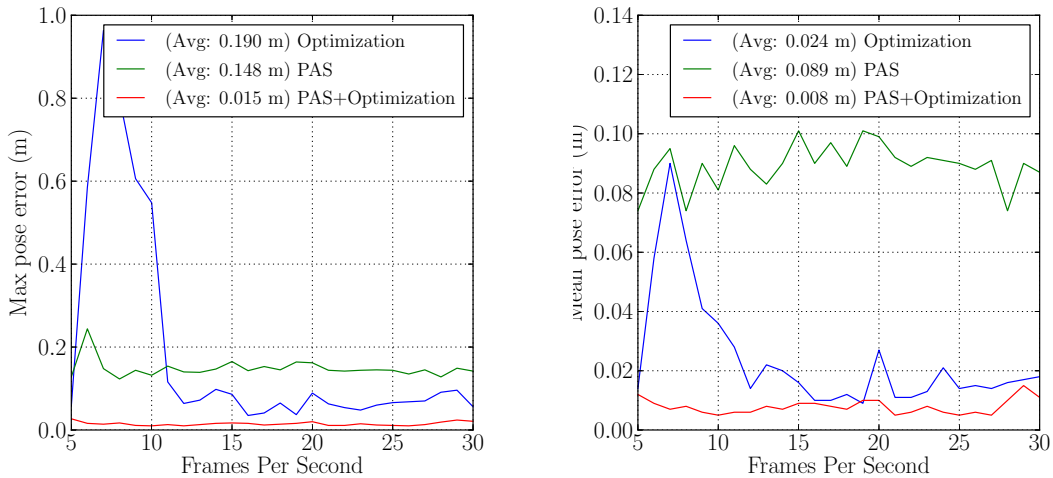 1.0
0.8
0.6
0.4
0.2
0.0
Max pose error (m)
(Avg: 0.190 m) Optimization
(Avg: 0.148 m) PAS
(Avg: 0.015 m) PAS+Optimization
5 10 15 20 25 30
Frames Per Second
0.14
0.12
0.10
0.08
0.06
0.04
0.02
0.00
Mean pose error (m)
(Avg: 0.024 m) Optimization
(Avg: 0.089 m) PAS
(Avg: 0.008 m) PAS+Optimization
5 10 15 20 25 30
Frames Per Second